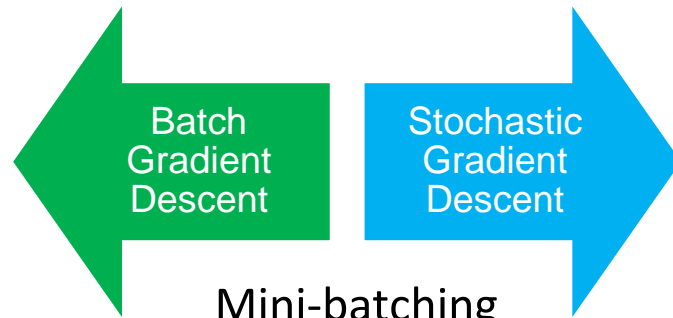 Batch
Gradient
Descent
Stochastic
Gradient
Descent
Mini-batching